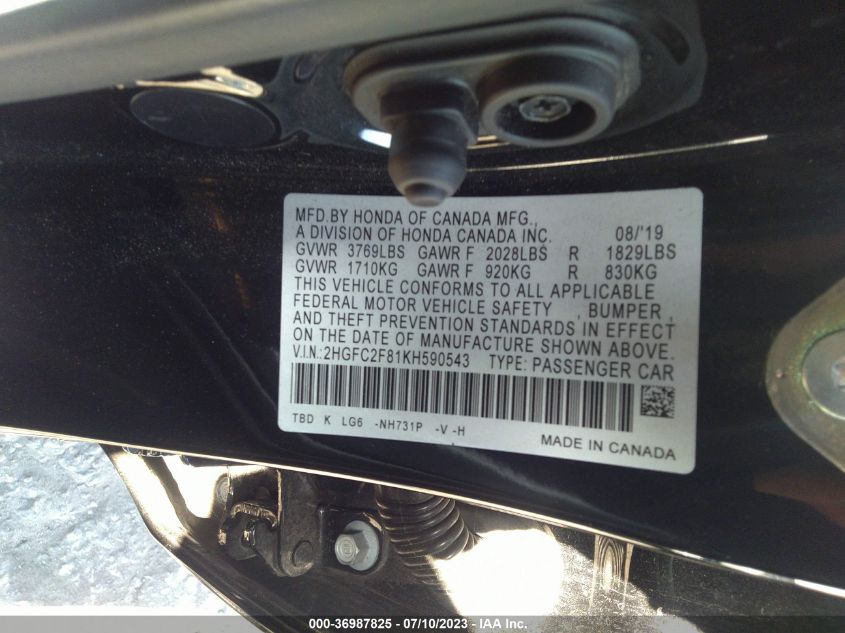 MFD.BY HONDA OF CANADA MFG.,
A DIVISION OF HONDA CANADA INC. 08/'19
GVWR 3769LBS GAWR F 2028LBS R 1829LBS
GVWR 1710KG GAWR F 920KG R 830KG
THIS VEHICLE CONFORMS TO ALL APPLICABLE
FEDERAL MOTOR VEHICLE SAFETY , BUMPER ,
AND THEFT PREVENTION STANDARDS IN EFFECT
ON THE DATE OF MANUFACTURE SHOWN ABOVE.
V.I.N.:2HGFC2F81KH590543 TYPE: PASSENGER CAR
TBD K LG6 -NH731P -V -H
MADE IN CANADA
000-36987825 - 07/10/2023 - IAA Inc.